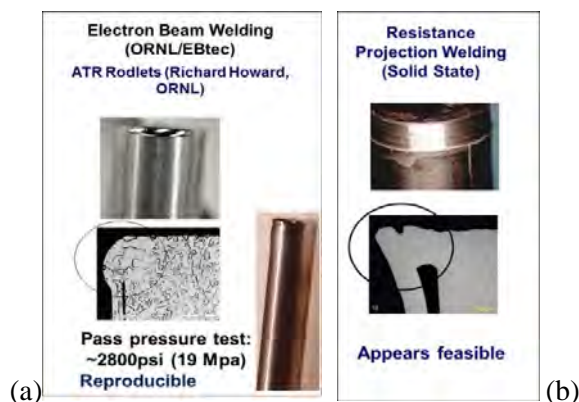 Electron Beam Welding
(ORNL/EBtec)
ATR Rodlets (Richard Howard,
ORNL)
Pass pressure test:
~2800psi (19 Mpa)
Reproducible
(a)
Resistance
Projection Welding
(Solid State)
Appears feasible
(b)